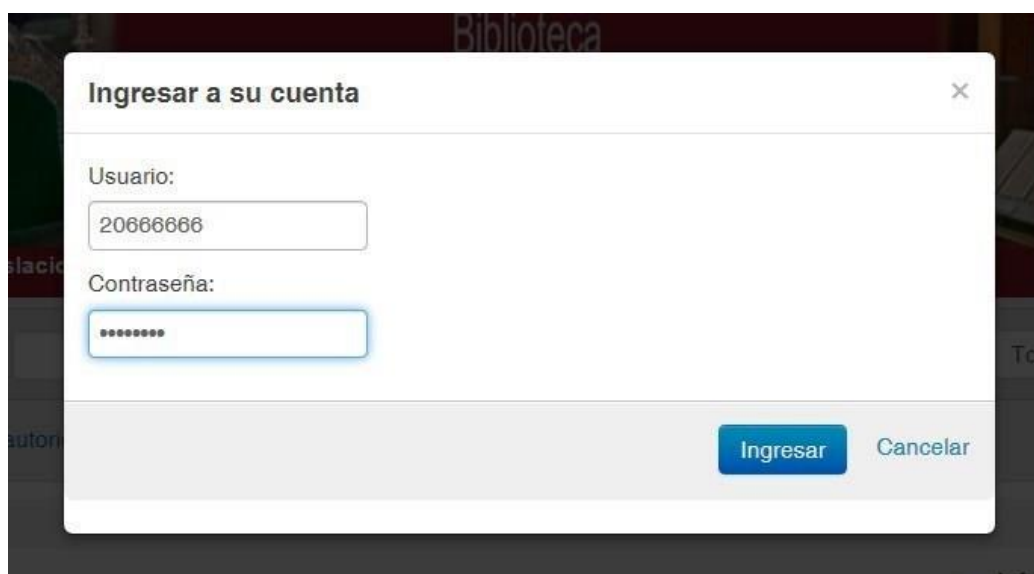 Biblioteca
Ingresar a su cuenta
×
Usuario:
20666666
Contraseña:
••••••••
Ingresar Cancelar